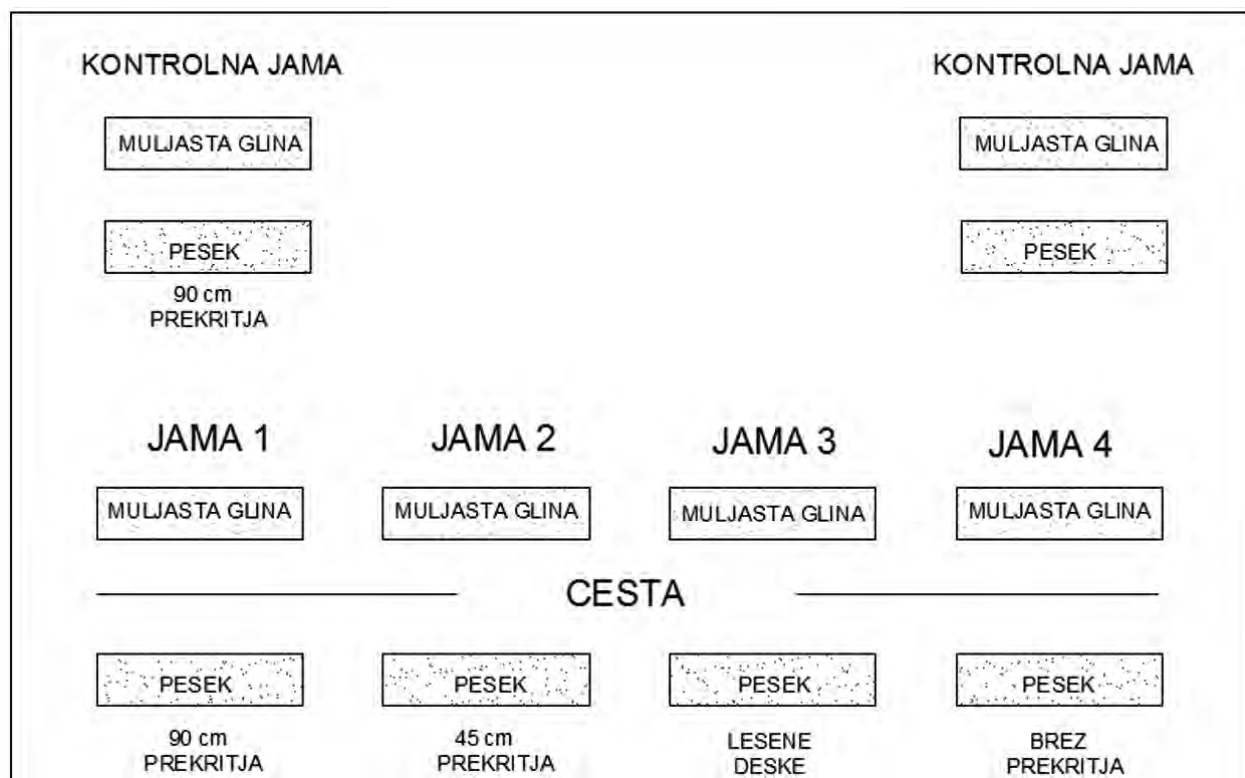 KONTROLNA JAMA
KONTROLNA JAMA
MULJASTA GLINA
MULJASTA GLINA
PESEK
PESEK
90 cm
PREKRITJA
JAMA 1
JAMA 2
JAMA 3
JAMA 4
MULJASTA GLINA
MULJASTA GLINA
MULJASTA GLINA
MULJASTA GLINA
CESTA
PESEK
PESEK
PESEK
PESEK
90 cm
PREKRITJA
45 cm
PREKRITJA
LESENE
DESKE
BREZ
PREKRITJA